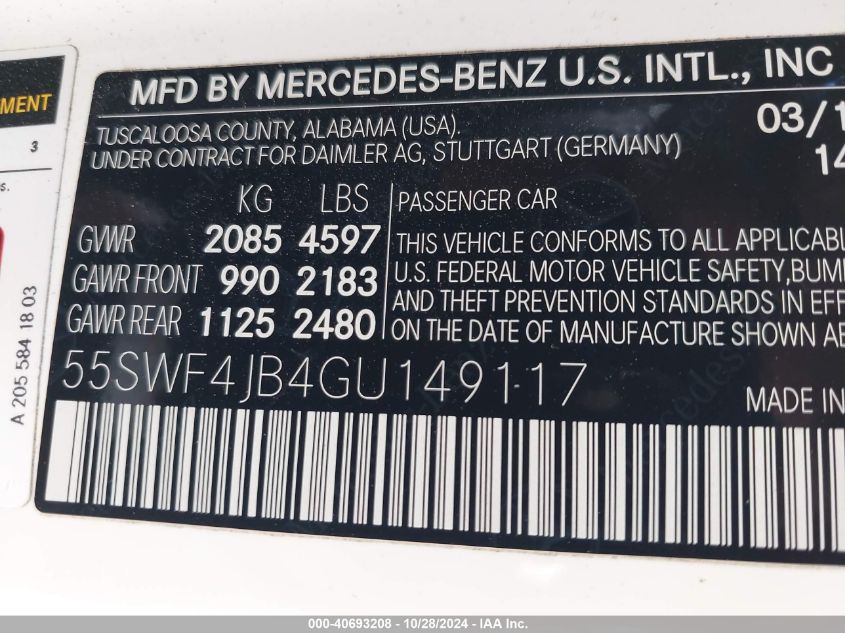 MENT
3
s.
A 205 584 18 03
MFD BY MERCEDES-BENZ U.S. INTL., INC
TUSCALOOSA COUNTY, ALABAMA (USA).
03/1
UNDER CONTRACT FOR DAIMLER AG, STUTTGART (GERMANY)
14
KG LBS
GVWR 2085 4597
GAWR FRONT 990 2183
GAWR REAR 1125 2480
PASSENGER CAR
THIS VEHICLE CONFORMS TO ALL APPLICABL
U.S. FEDERAL MOTOR VEHICLE SAFETY, BUM
AND THEFT PREVENTION STANDARDS IN EFF
ON THE DATE OF MANUFACTURE SHOWN AB
55SWF4JB4GU149117
MADE IN
000-40693208 - 10/28/2024 - IAA Inc.